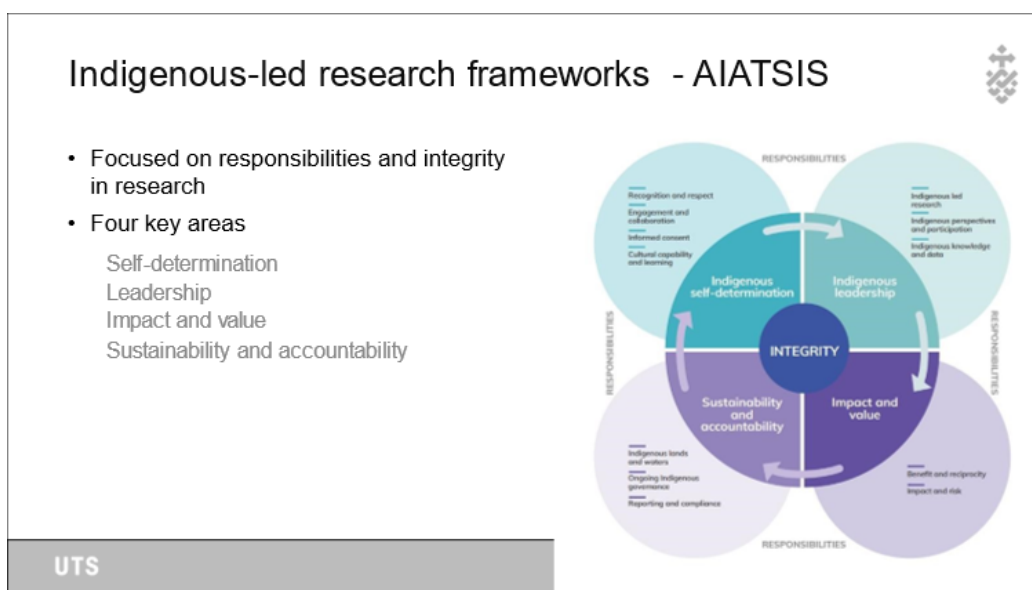 Indigenous-led research frameworks - AIATSIS
• Focused on responsibilities and integrity
in research
• Four key areas
Self-determination
Leadership
Impact and value
Sustainability and accountability
RESPONSIBILITIES
Recognition and respect
Engagement and
collaboration
Informed consent
Cultural capability
and learning
Indigenous led
research
Indigenous perspectives
and participation
Indigenous knowledge
and data
Indigenous
self-determination
Indigenous
leadership
RESPONSIBILITIES
INTEGRITY
RESPONSIBILITIES
Sustainability
and
accountability
Impact and
value
Indigenous lands
and waters
Ongoing Indigenous
governance
Reporting and compliance
Benefit and reciprocity
Impact and risk
RESPONSIBILITIES
UTS